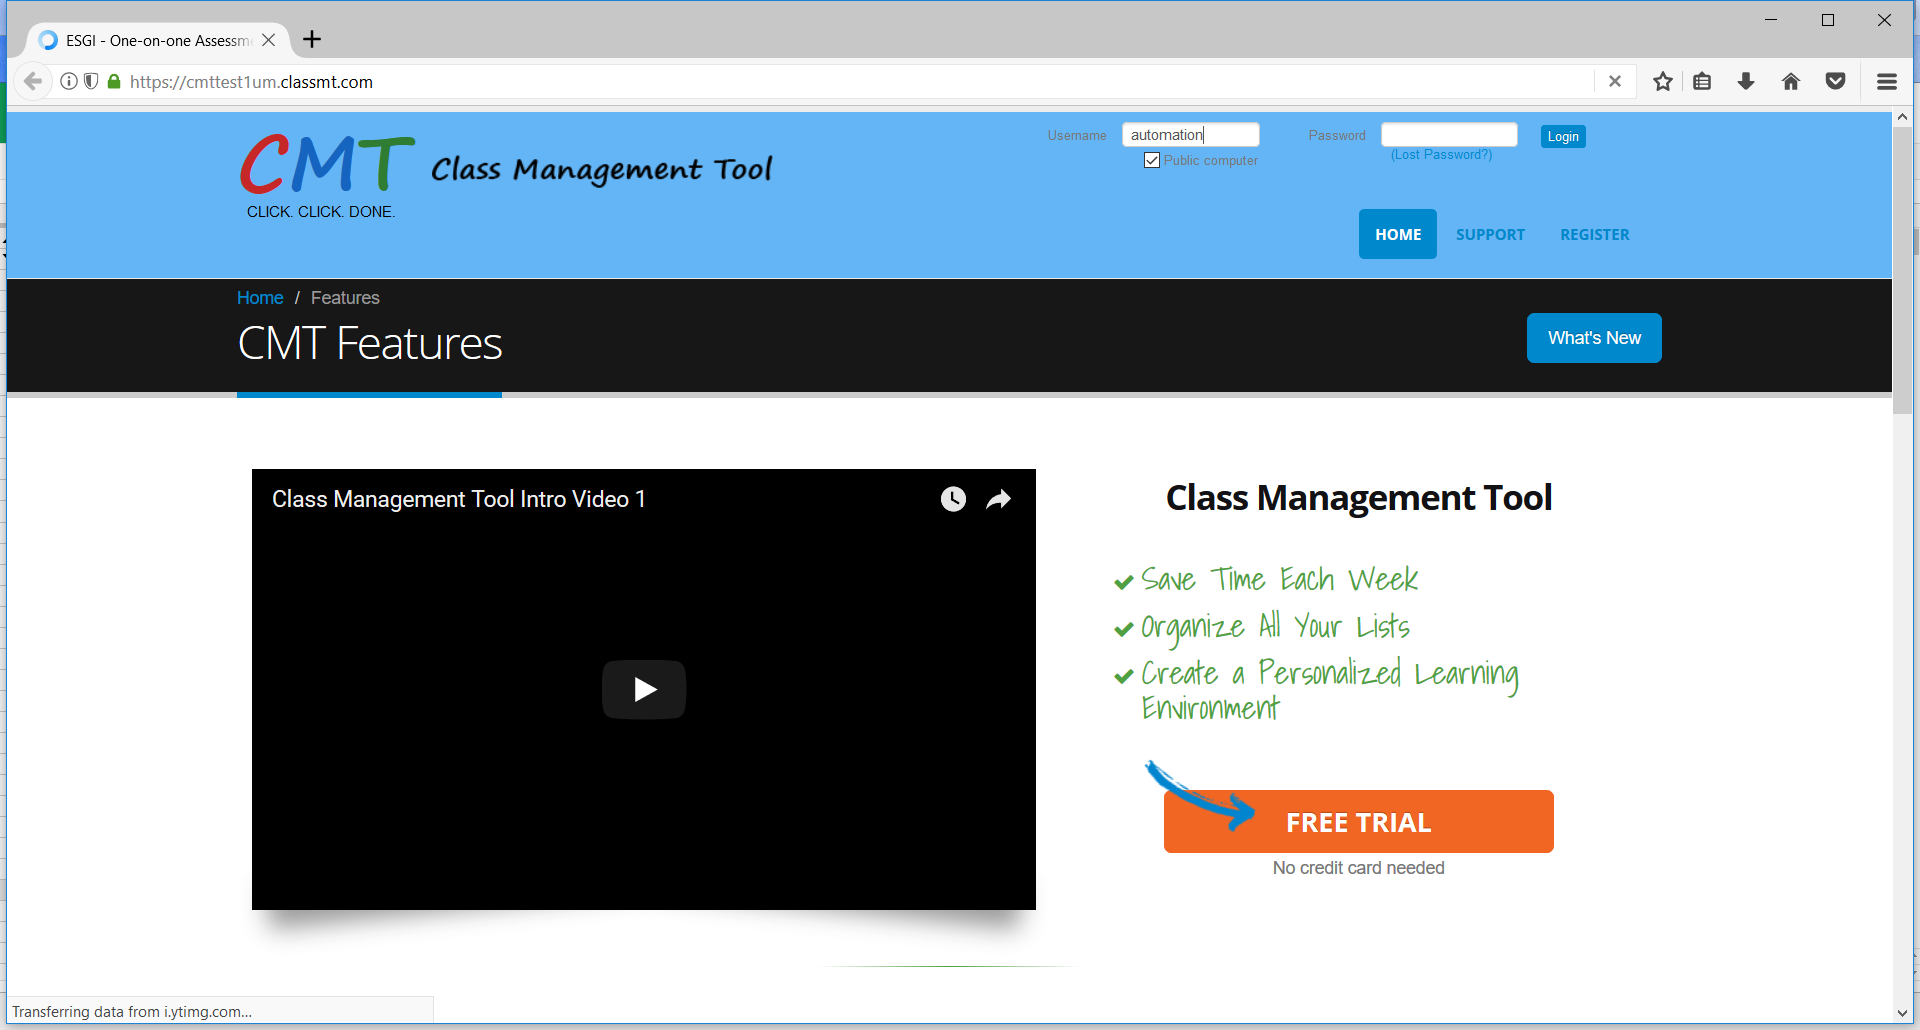 ESGI - One-on-one Assessm
https://cmttest1um.classmt.com
CMT Class Management Tool
CLICK. CLICK. DONE.
Username automation Password Login
Public computer (Lost Password?)
HOME SUPPORT REGISTER
Home / Features
CMT Features
What's New
Class Management Tool Intro Video 1
Class Management Tool
Save Time Each Week
Organize All Your Lists
Create a Personalized Learning
Environment
FREE TRIAL
No credit card needed
Transferring data from i.ytimg.com...